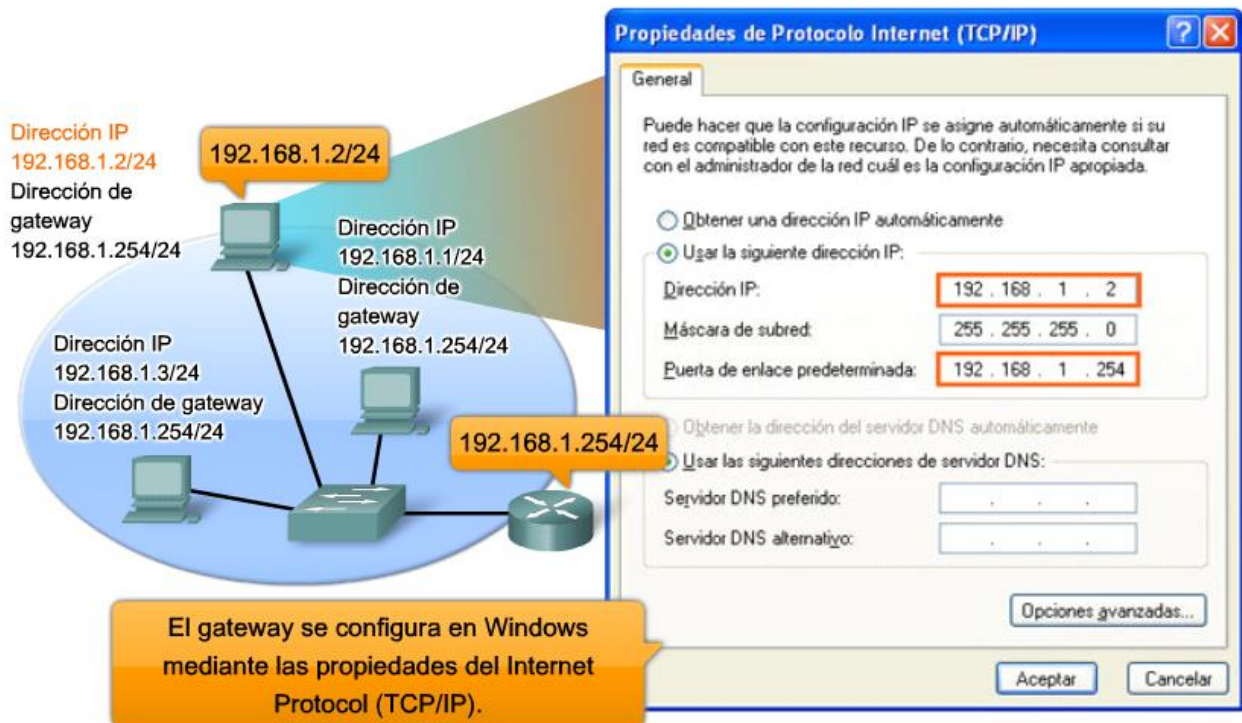 Dirección IP
192.168.1.2/24
Dirección de
gateway
192.168.1.254/24
192.168.1.2/24
Dirección IP
192.168.1.1/24
Dirección de
gateway
192.168.1.254/24
Dirección IP
192.168.1.3/24
Dirección de gateway
192.168.1.254/24
192.168.1.254/24
El gateway se configura en Windows
mediante las propiedades del Internet
Protocol (TCP/IP).
Propiedades de Protocolo Internet (TCP/IP)
General
Puede hacer que la configuración IP se asigne automáticamente si su
red es compatible con este recurso. De lo contrario, necesita consultar
con el administrador de la red cuál es la configuración IP apropiada.
Obtener una dirección IP automáticamente
Usar la siguiente dirección IP:
Dirección IP: 192 . 168 . 1 . 2
Máscara de subred: 255 . 255 . 255 . 0
Puerta de enlace predeterminada: 192 . 168 . 1 . 254
Obtener la dirección del servidor DNS automáticamente
Usar las siguientes direcciones de servidor DNS:
Servidor DNS preferido: . . .
Servidor DNS alternativo: . . .
Opciones avanzadas...
Aceptar Cancelar